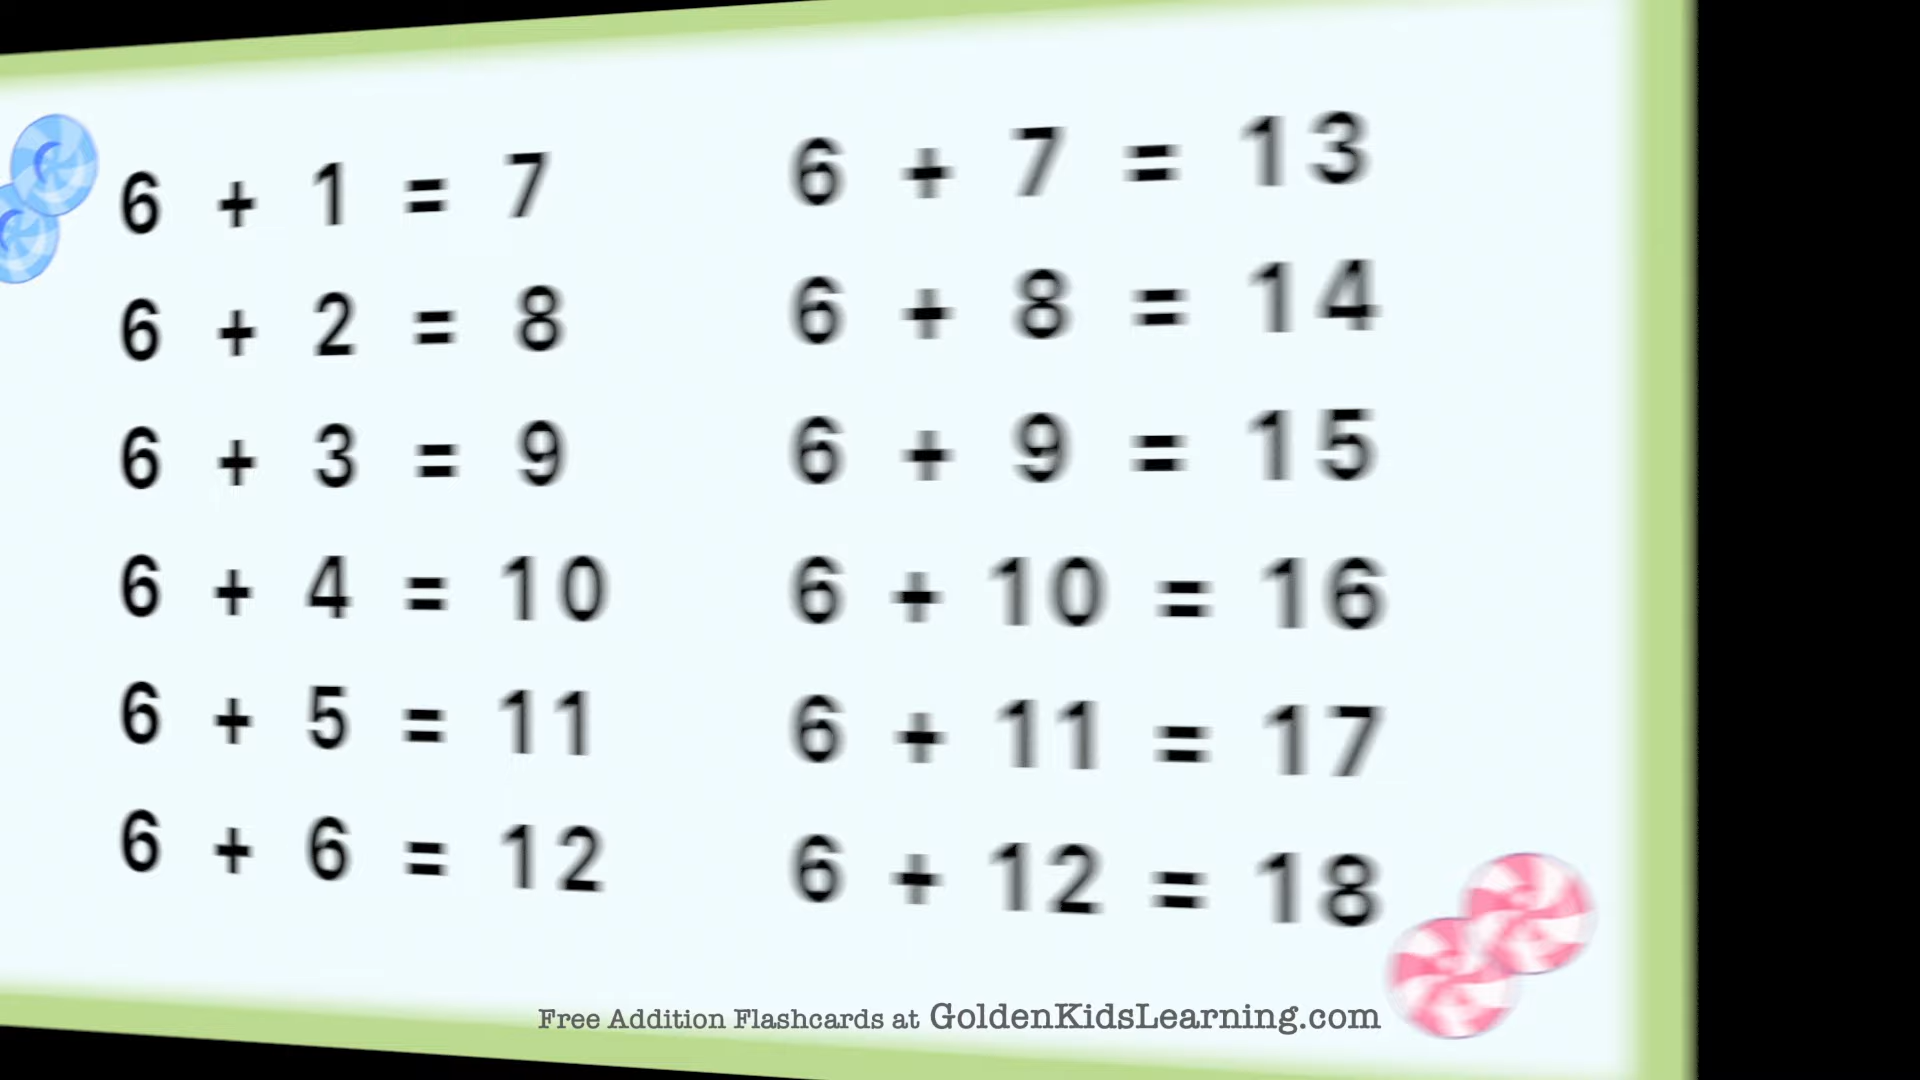 6 + 1 = 7
6 + 2 = 8
6 + 3 = 9
6 + 4 = 10
6 + 5 = 11
6 + 6 = 12
6 + 7 = 13
6 + 8 = 14
6 + 9 = 15
6 + 10 = 16
6 + 11 = 17
6 + 12 = 18
Free Addition Flashcards at GoldenKidsLearning.com